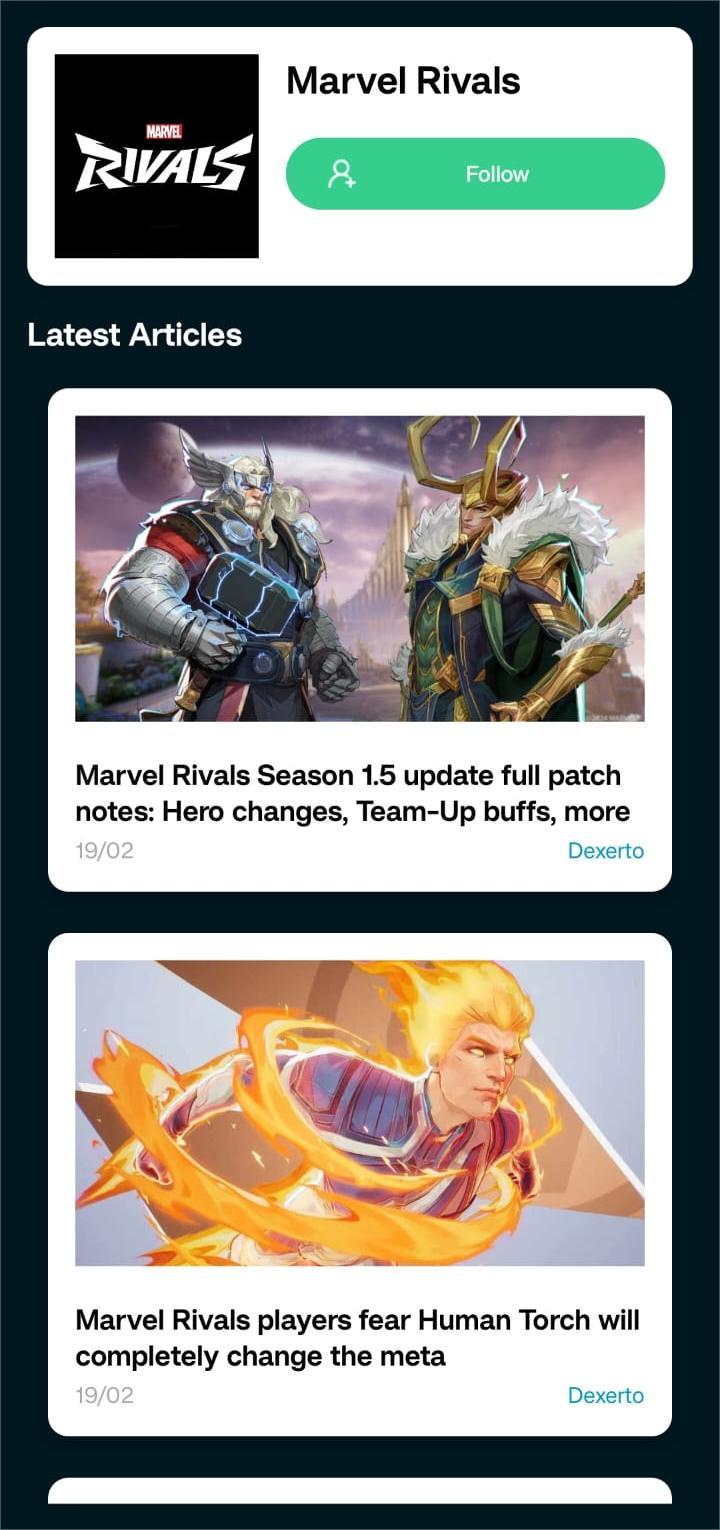 MARVEL
RIVALS
Marvel Rivals
Follow
Latest Articles
Marvel Rivals Season 1.5 update full patch
notes: Hero changes, Team-Up buffs, more
19/02
Dexerto
Marvel Rivals players fear Human Torch will
completely change the meta
19/02
Dexerto